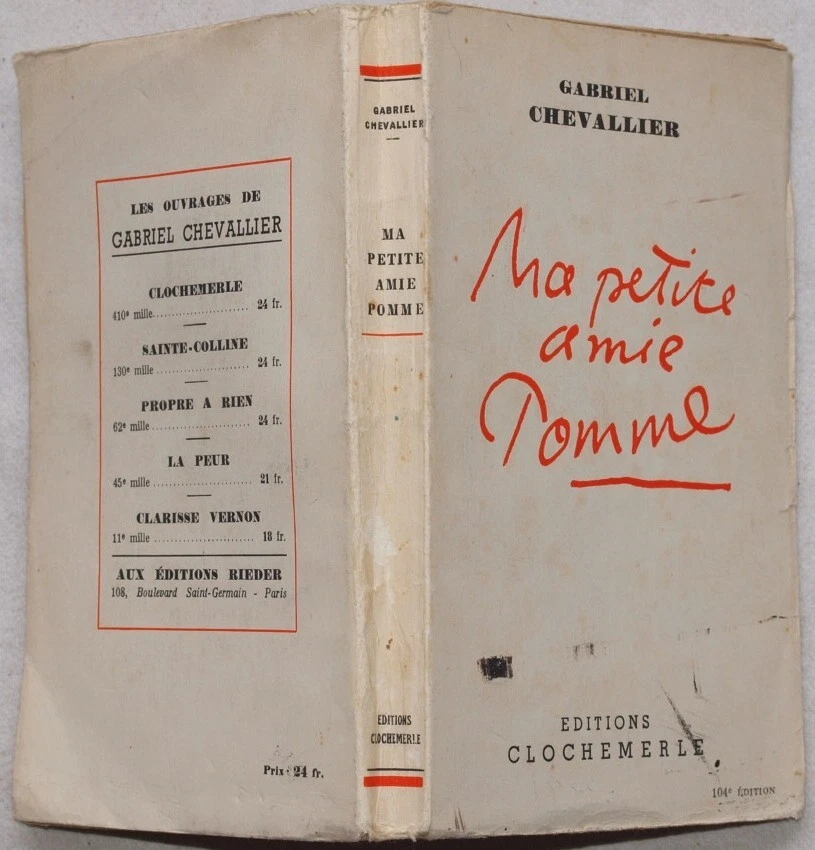 LES OUVRAGES DE
GABRIEL CHEVALLIER
CLOCHEMERLE
410e mille........................ 24 fr.
SAINTE-COLLINE
130e mille ........................ 24 fr.
PROPRE A RIEN
62e mille ........................ 24 fr.
LA PEUR
45e mille ........................ 21 fr.
CLARISSE VERNON
11e mille ........................ 18 fr.
AUX ÉDITIONS RIEDER
108, Boulevard Saint-Germain - Paris
Prix : 24 fr.
GABRIEL
CHEVALLIER
MA
PETITE
AMIE
POMME
EDITIONS
CLOCHEMERLE
GABRIEL
CHEVALLIER
Ma petite
amie
Pomme
EDITIONS
CLOCHEMERLE
104e ÉDITION